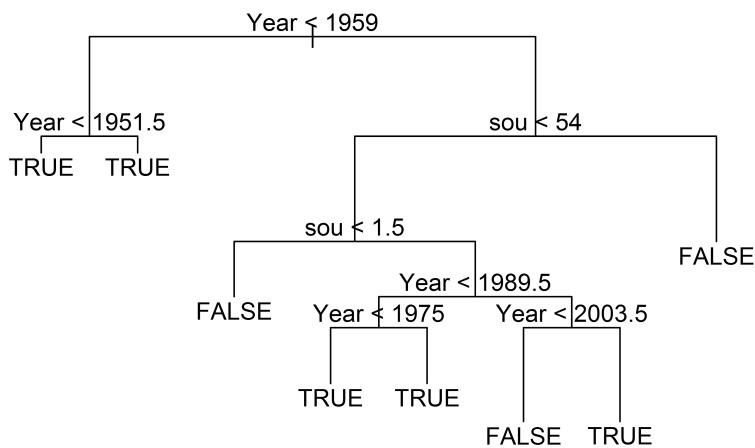 Year < 1959
Year < 1951.5
sou < 54
TRUE
TRUE
sou < 1.5
FALSE
Year < 1989.5
FALSE
Year < 1975
Year < 2003.5
TRUE
TRUE
FALSE
TRUE